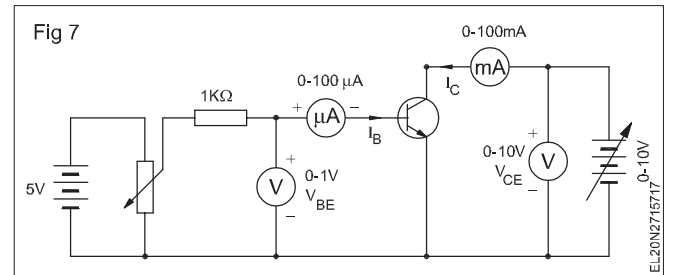 Fig 7
0-100mA
mA
I_C
0-100 µA
1KΩ
+ µA −
I_B
5V
+
V
−
0-1V
V_BE
+
V
−
0-10V
V_CE
0-10V
EL20N2715717